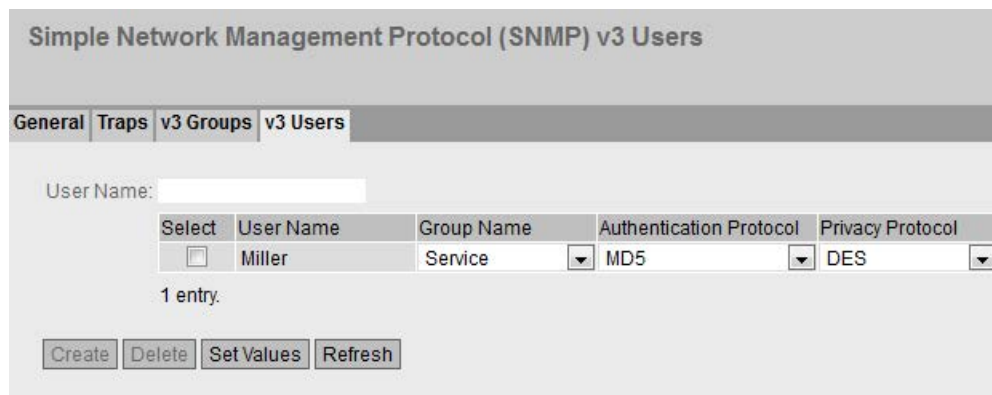 Simple Network Management Protocol (SNMP) v3 Users
General Traps v3 Groups v3 Users
User Name:
Select User Name Group Name Authentication Protocol Privacy Protocol
Miller Service MD5 DES
1 entry.
Create Delete Set Values Refresh